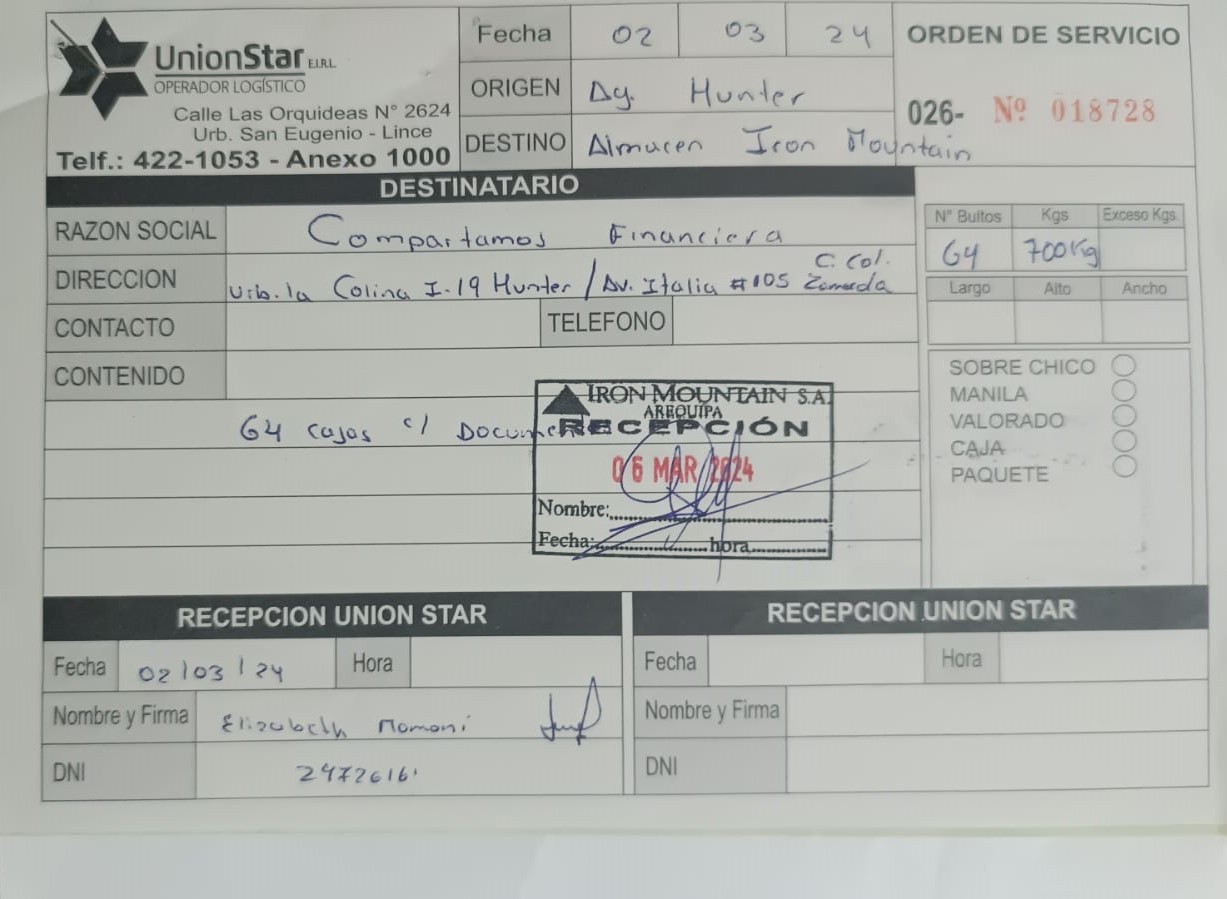 UnionStar E.I.R.L.
OPERADOR LOGÍSTICO
Calle Las Orquideas N° 2624
Urb. San Eugenio - Lince
Telf.: 422-1053 - Anexo 1000
Fecha 02 03 24
ORIGEN Ag. Hunter
DESTINO Almacen Iron Mountain
ORDEN DE SERVICIO
026- Nº 018728
DESTINATARIO
RAZON SOCIAL Compartamos Financiera
DIRECCION Urb. la Colina I-19 Hunter / Av. Italia #105 C. Col.
CONTACTO TELEFONO
CONTENIDO
64 cajas c/ Document
N° Bultos Kgs Exceso Kgs.
64 700Kg
Largo Alto Ancho
SOBRE CHICO
MANILA
VALORADO
CAJA
PAQUETE
IRON MOUNTAIN S.A.
AREQUIPA
RECEPCIÓN
06 MAR 2024
Nombre:
Fecha: hora
RECEPCION UNION STAR
Fecha 02/03/24 Hora
Nombre y Firma Elizabeth Mamani
DNI
RECEPCION UNION STAR
Fecha Hora
Nombre y Firma
DNI